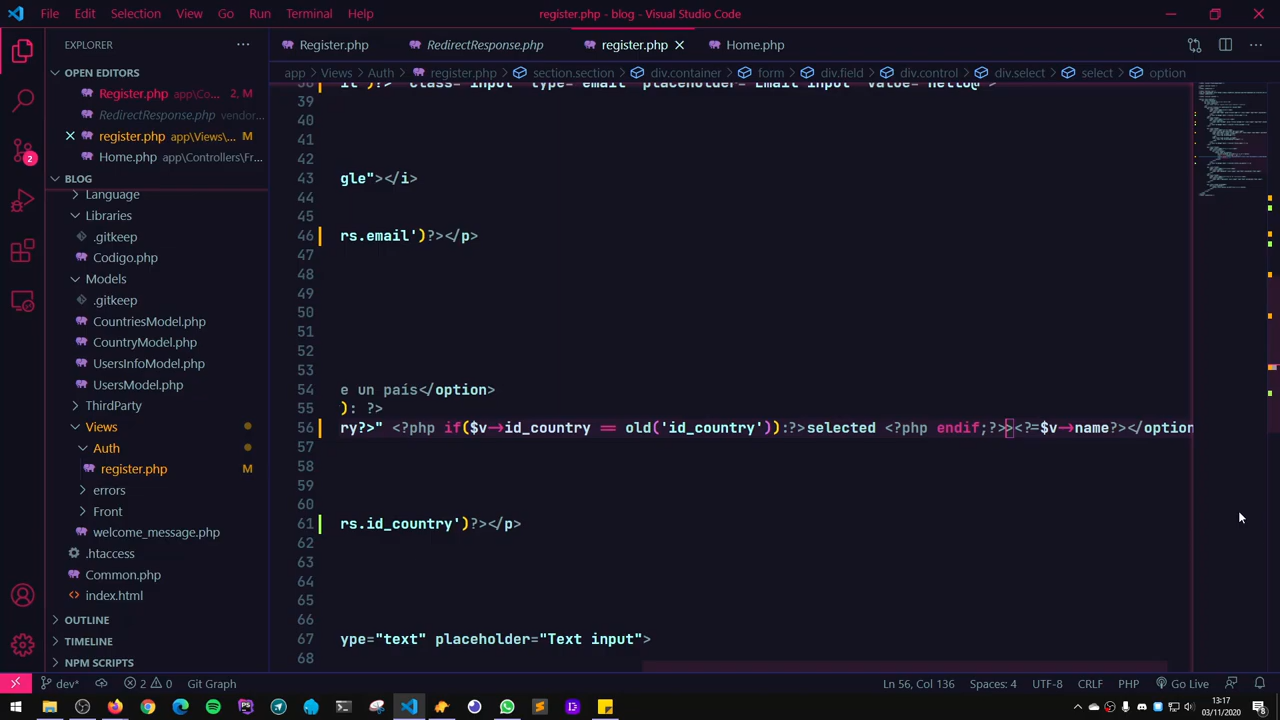 File Edit Selection View Go Run Terminal Help
register.php - blog - Visual Studio Code
EXPLORER
Register.php RedirectResponse.php register.php Home.php
app > Views > Auth > register.php > section.section > div.container > form > div.field > div.control > div.select > select > option
OPEN EDITORS
Register.php app\Co... 2, M
RedirectResponse.php vendor...
register.php app\Views\... M
Home.php app\Controllers\Fr...
BLOG
Language
Libraries
.gitkeep
Codigo.php
Models
.gitkeep
CountriesModel.php
CountryModel.php
UsersInfoModel.php
UsersModel.php
ThirdParty
Views
Auth
register.php M
errors
Front
welcome_message.php
.htaccess
Common.php
index.html
OUTLINE
TIMELINE
NPM SCRIPTS
39
40
41
42
43 gle"></i>
44
45
46 rs.email')?></p>
47
48
49
50
51
52
53
54 e un pais</option>
55 ): ?>
56 ry?>" <?php if($v->id_country == old('id_country')):?>selected <?php endif;?>><?=$v->name?></option
57
58
59
60
61 rs.id_country')?></p>
62
63
64
65
66
67 ype="text" placeholder="Text input">
68
2
dev* 2 0 Git Graph
Ln 56, Col 136 Spaces: 4 UTF-8 CRLF PHP Go Live
13:17
03/11/2020
8